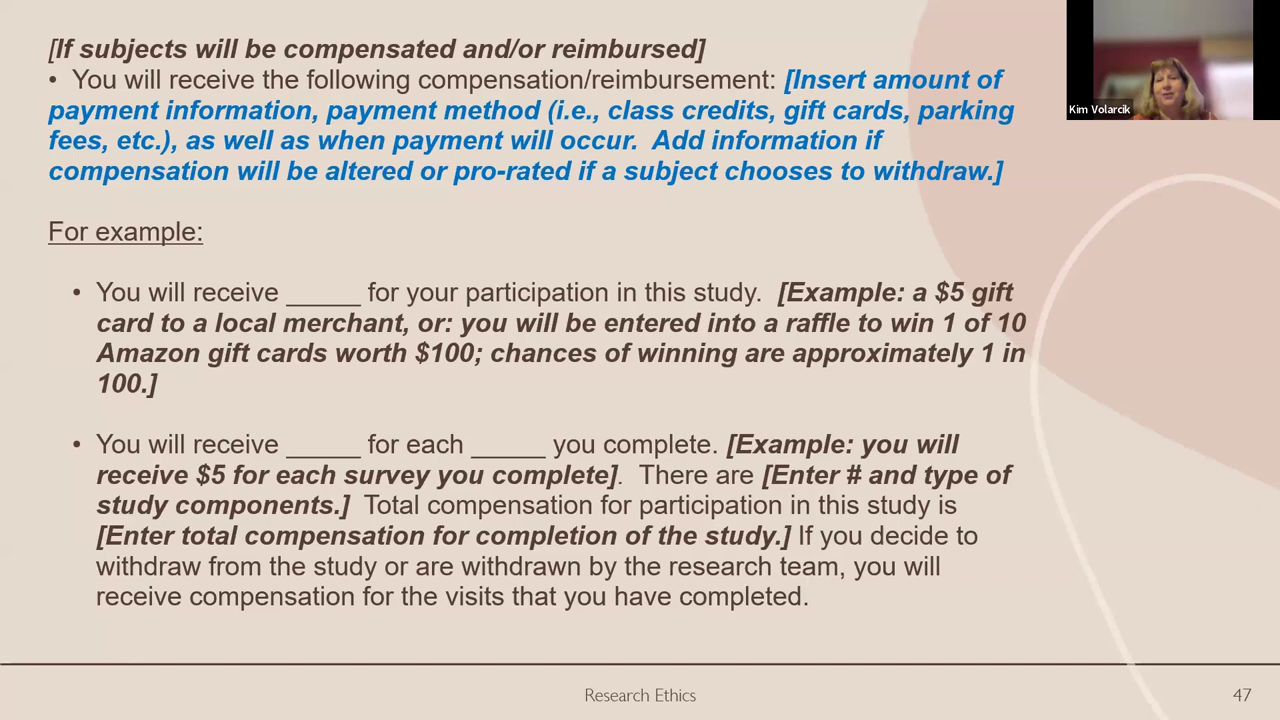 [If subjects will be compensated and/or reimbursed]
• You will receive the following compensation/reimbursement: [Insert amount of
payment information, payment method (i.e., class credits, gift cards, parking
fees, etc.), as well as when payment will occur.  Add information if
compensation will be altered or pro-rated if a subject chooses to withdraw.]
Kim Volarcik
For example:
• You will receive _____ for your participation in this study.  [Example: a $5 gift
card to a local merchant, or: you will be entered into a raffle to win 1 of 10
Amazon gift cards worth $100; chances of winning are approximately 1 in
100.]
• You will receive _____ for each _____ you complete. [Example: you will
receive $5 for each survey you complete].  There are [Enter # and type of
study components.]  Total compensation for participation in this study is
[Enter total compensation for completion of the study.] If you decide to
withdraw from the study or are withdrawn by the research team, you will
receive compensation for the visits that you have completed.
Research Ethics
47